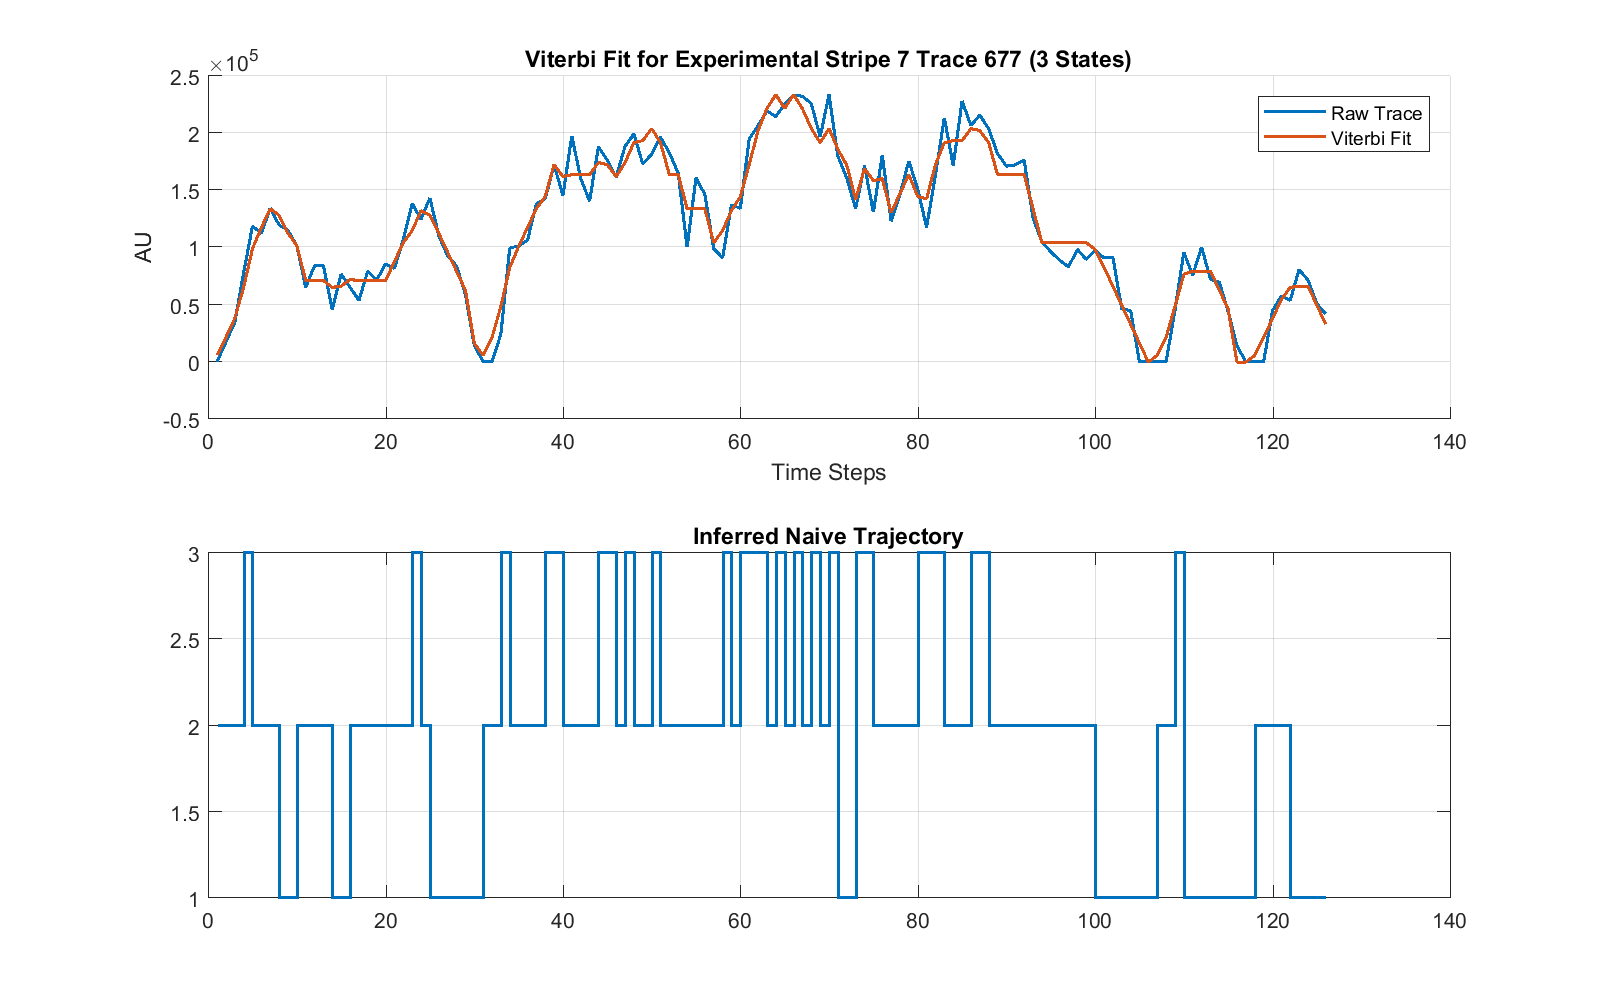 Viterbi Fit for Experimental Stripe 7 Trace 677 (3 States)
×10^5
2.5
2
1.5
1
0.5
0
-0.5
AU
Raw Trace
Viterbi Fit
0 20 40 60 80 100 120 140
Time Steps
Inferred Naive Trajectory
3
2.5
2
1.5
1
0 20 40 60 80 100 120 140